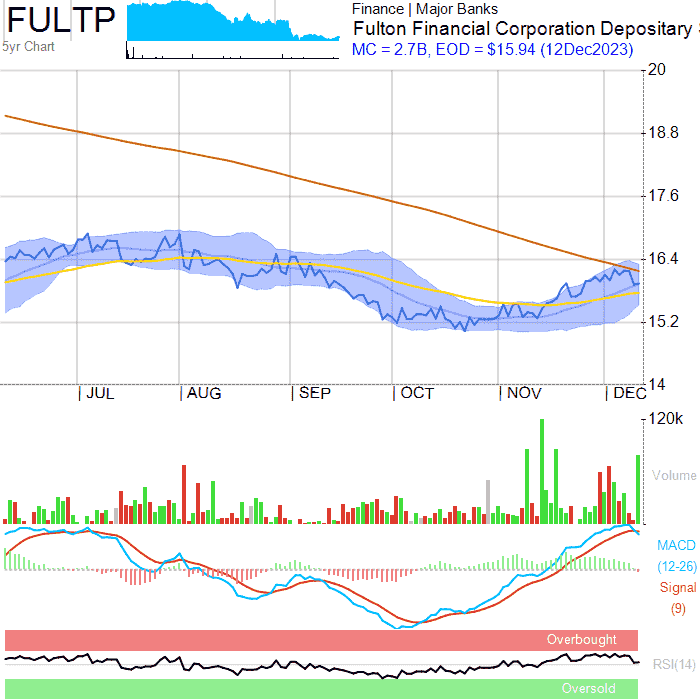 FULTP
5yr Chart
Finance | Major Banks
Fulton Financial Corporation Depositary
MC = 2.7B, EOD = $15.94 (12Dec2023)
20
18.8
17.6
16.4
15.2
14
JUL AUG SEP OCT NOV DEC
120k
Volume
MACD
(12-26)
Signal
(9)
Overbought
RSI(14)
Oversold